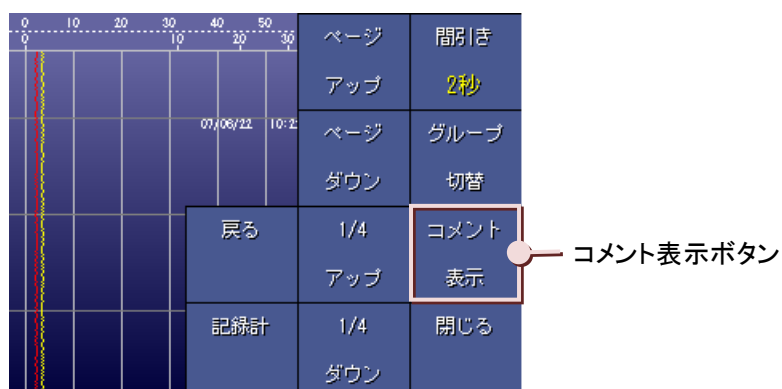 0 10 20 30 40 50
0 10 20 30
07/06/22 10:2
ページ
アップ
間引き
2秒
ページ
ダウン
グループ
切替
戻る
1/4
アップ
コメント
表示
記録計
1/4
ダウン
閉じる
コメント表示ボタン